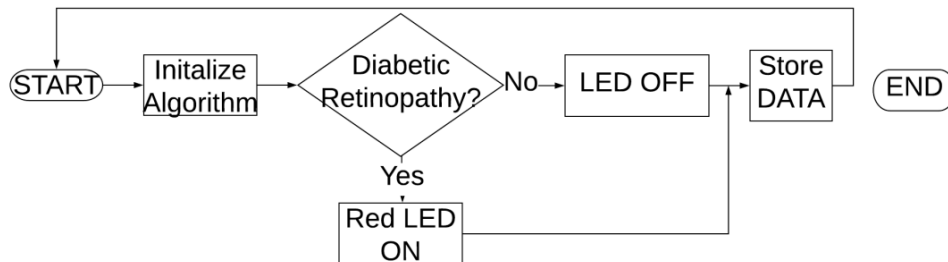 START
Initalize
Algorithm
Diabetic
Retinopathy?
No
LED OFF
Store
DATA
END
Yes
Red LED
ON